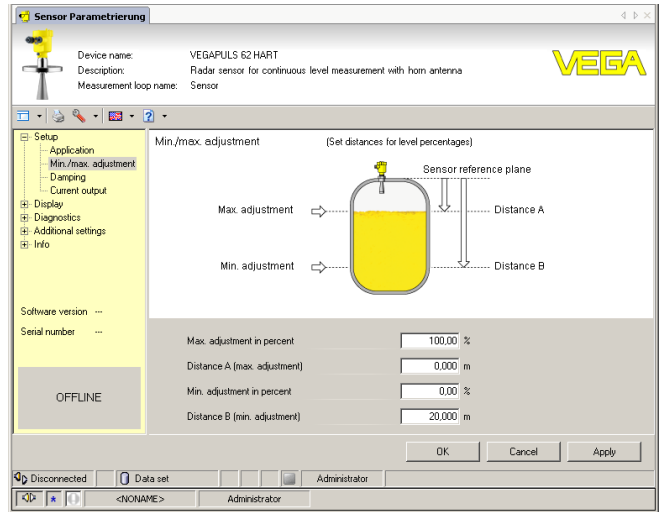 Sensor Parametrierung
Device name: VEGAPULS 62 HART
Description: Radar sensor for continuous level measurement with horn antenna
Measurement loop name: Sensor
VEGA
Setup
Application
Min./max. adjustment
Damping
Current output
Display
Diagnostics
Additional settings
Info
Software version ---
Serial number ---
OFFLINE
Min./max. adjustment (Set distances for level percentages)
Sensor reference plane
Max. adjustment Distance A
Min. adjustment Distance B
Max. adjustment in percent 100,00 %
Distance A (max. adjustment) 0,000 m
Min. adjustment in percent 0,00 %
Distance B (min. adjustment) 20,000 m
OK Cancel Apply
Disconnected Data set Administrator
<NONAME> Administrator